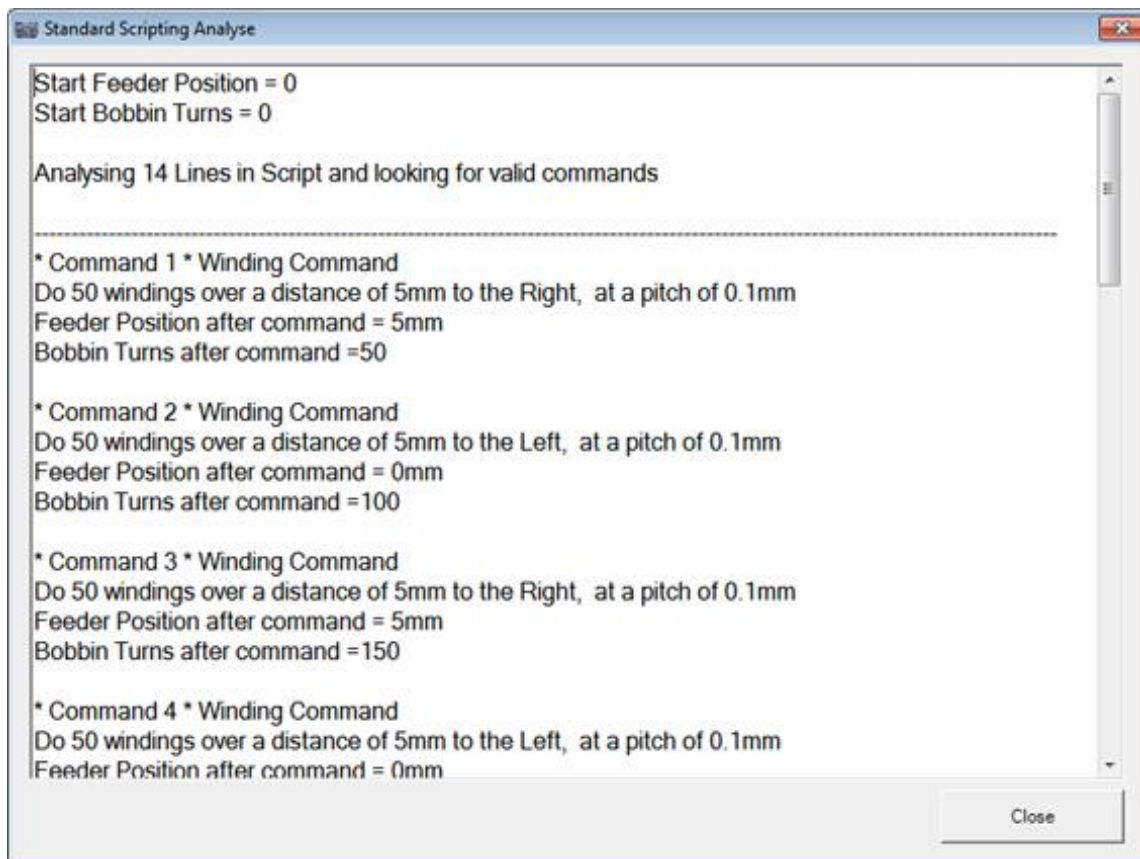 Standard Scripting Analyse
Start Feeder Position = 0
Start Bobbin Turns = 0
Analysing 14 Lines in Script and looking for valid commands
------------------------------------------------------------------------------------------------------------------------------------------------
* Command 1 * Winding Command
Do 50 windings over a distance of 5mm to the Right,  at a pitch of 0.1mm
Feeder Position after command = 5mm
Bobbin Turns after command =50
* Command 2 * Winding Command
Do 50 windings over a distance of 5mm to the Left,  at a pitch of 0.1mm
Feeder Position after command = 0mm
Bobbin Turns after command =100
* Command 3 * Winding Command
Do 50 windings over a distance of 5mm to the Right,  at a pitch of 0.1mm
Feeder Position after command = 5mm
Bobbin Turns after command =150
* Command 4 * Winding Command
Do 50 windings over a distance of 5mm to the Left,  at a pitch of 0.1mm
Feeder Position after command = 0mm
Close